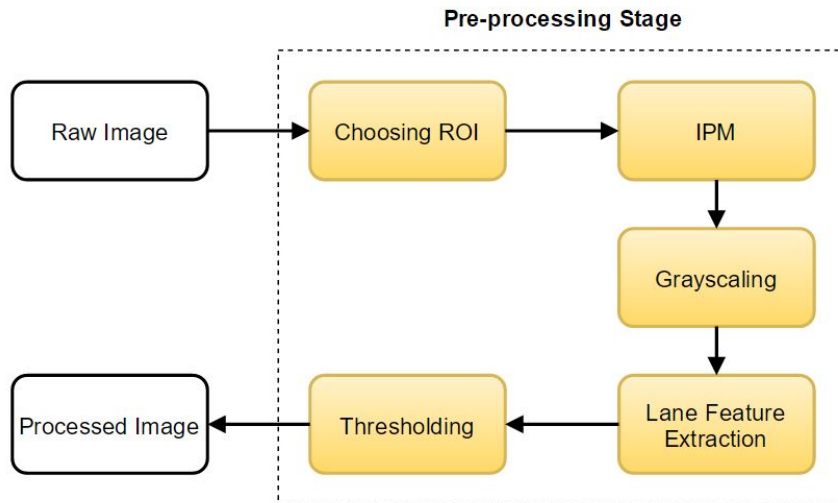 Pre-processing Stage
Raw Image
Choosing ROI
IPM
Grayscaling
Lane Feature
Extraction
Thresholding
Processed Image